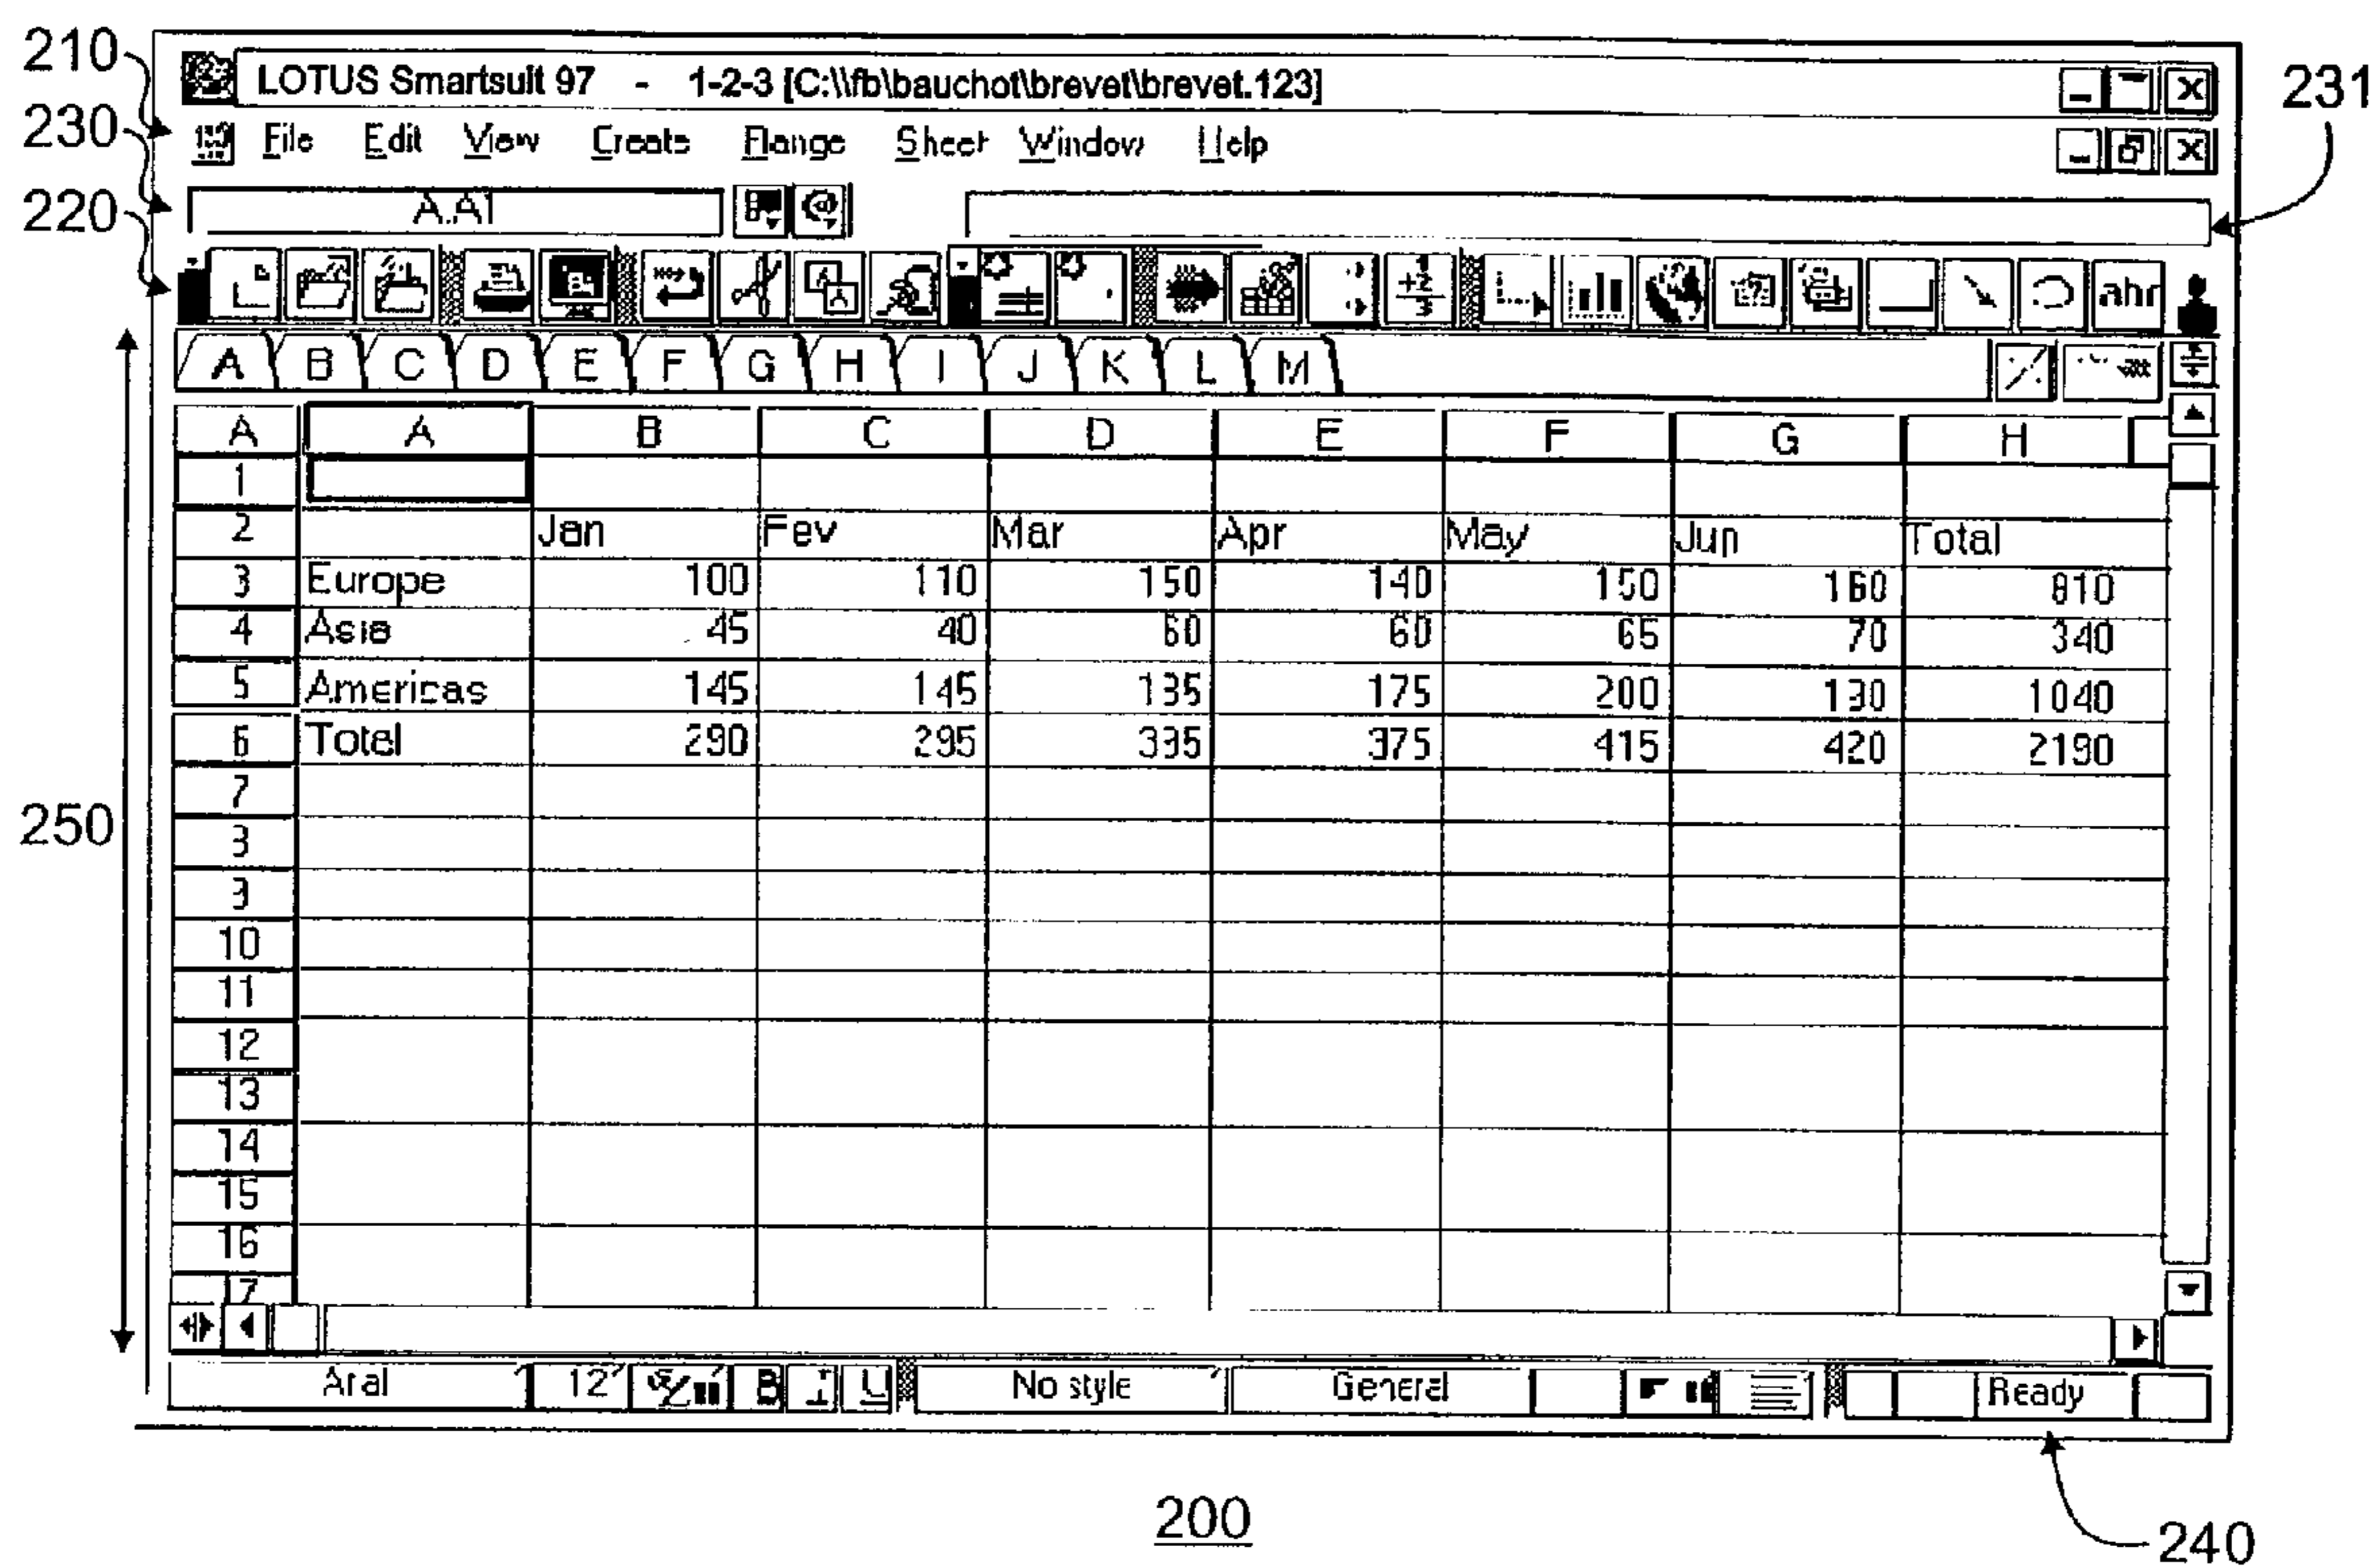 210
230
220
LOTUS Smartsuit 97 - 1-2-3 [C:\\fb\bauchot\brevet\brevet.123]
231
File Edit View Create Range Sheet Window Help
A:A1
A B C D E F G H I J K L M
A A B C D E F G H
1
2 Jan Fev Mar Apr May Jun Total
3 Europe 100 110 150 140 150 160 810
4 Asia 45 40 60 60 65 70 340
5 Americas 145 145 185 175 200 190 1040
6 Total 290 295 395 375 415 420 2190
7
250
8
9
10
11
12
13
14
15
16
17
Arial 12 B I U No style General Ready
200
240